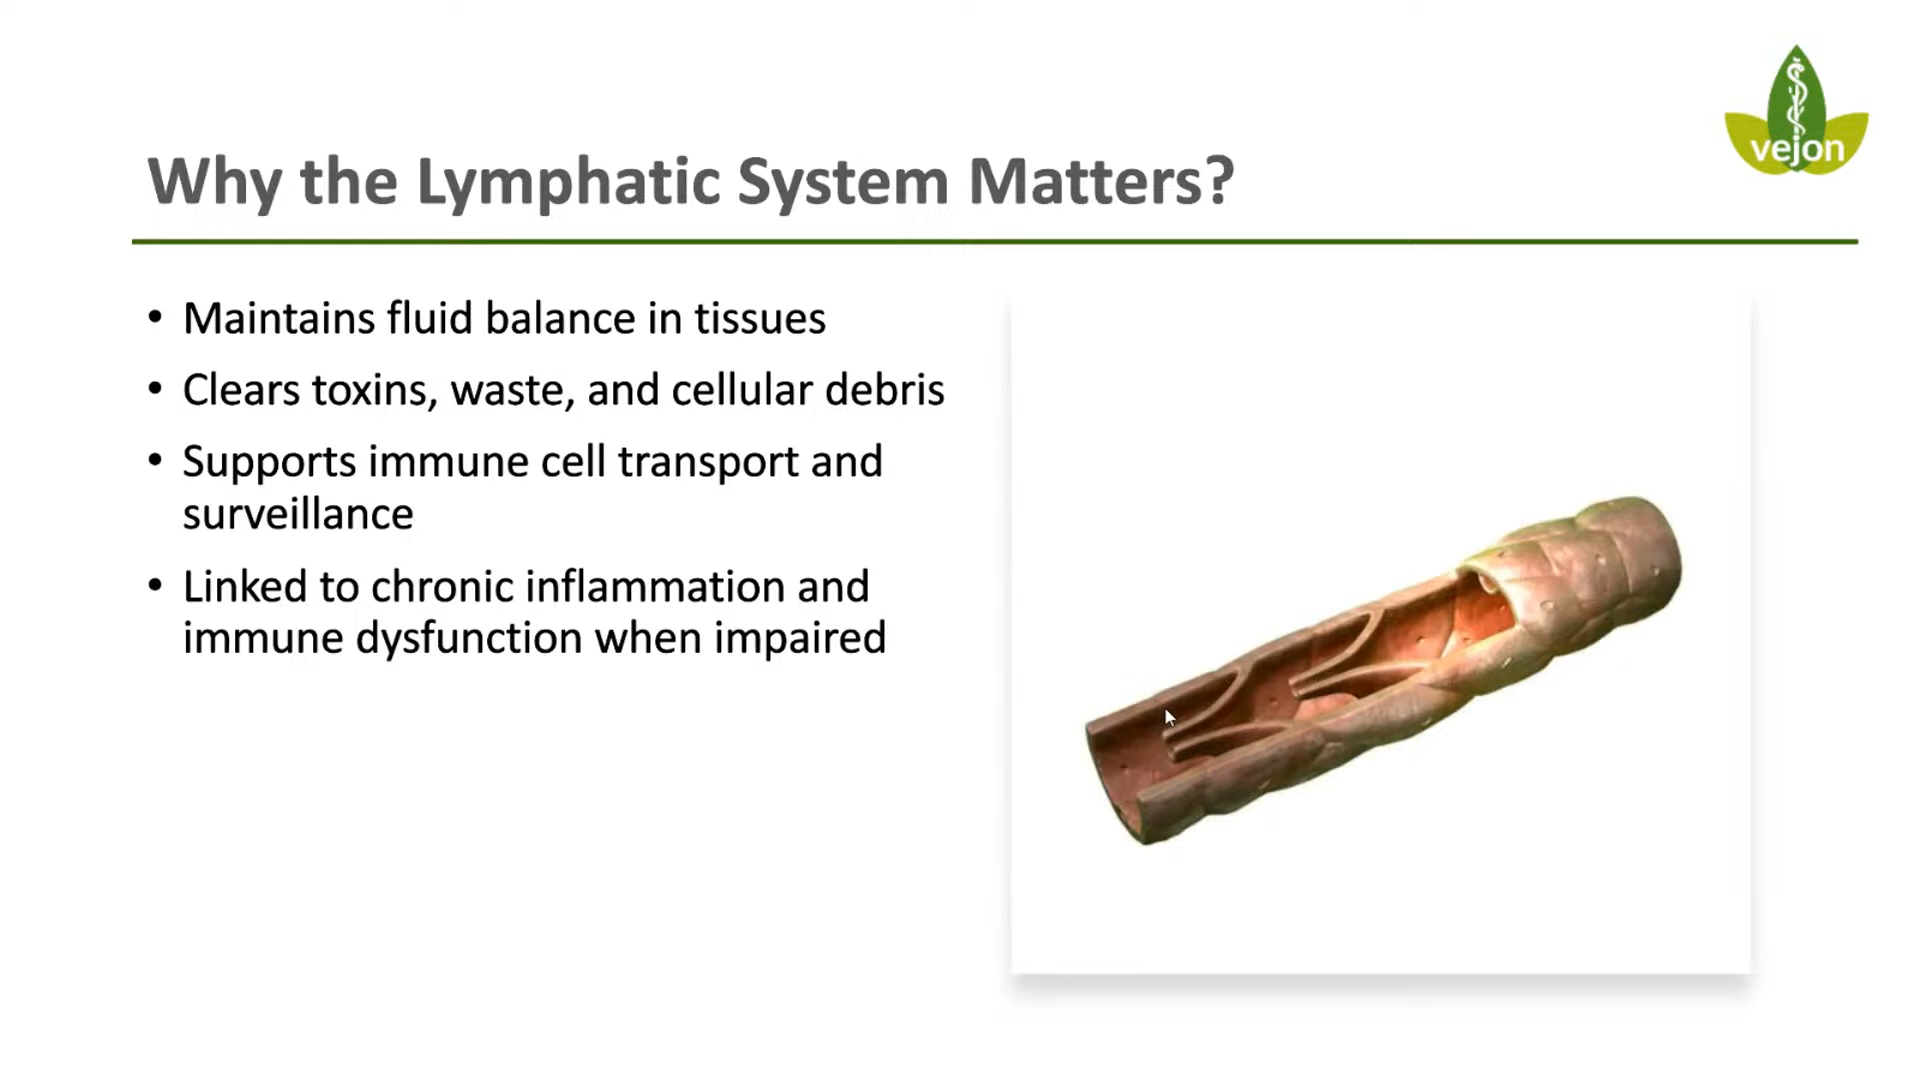 vejon
Why the Lymphatic System Matters?
• Maintains fluid balance in tissues
• Clears toxins, waste, and cellular debris
• Supports immune cell transport and
surveillance
• Linked to chronic inflammation and
immune dysfunction when impaired